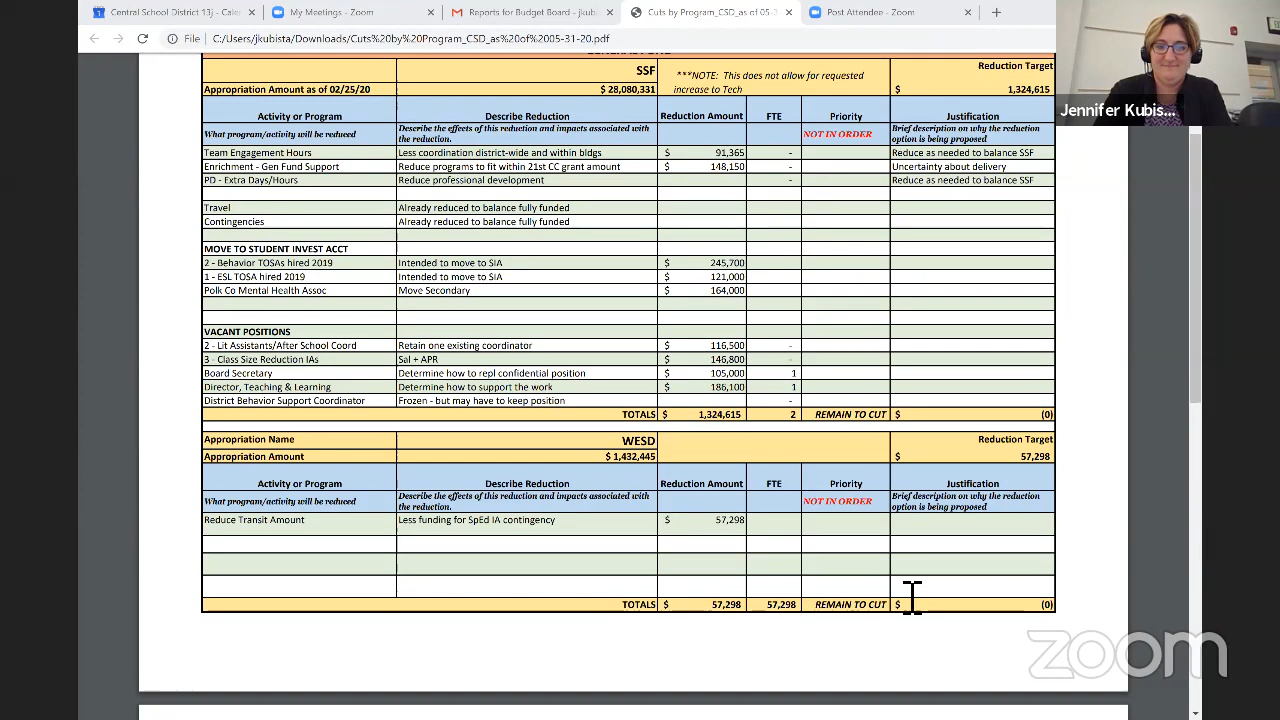 Central School District 13j - Cale
My Meetings - Zoom
Reports for Budget Board – jkubi
Cuts by Program_CSD_as of 05-3
Post Attendee - Zoom
File
C:/Users/jkubista/Downloads/Cuts%20by%20Program_CSD_as%20of%2005-31-20.pdf
Jennifer Kubis...
SSF
***NOTE: This does not allow for requested increase to Tech
Reduction Target
Appropriation Amount as of 02/25/20
$ 28,080,331
$ 1,324,615
Activity or Program Describe Reduction Reduction Amount FTE Priority Justification
What program/activity will be reduced
Describe the effects of this reduction and impacts associated with the reduction.
NOT IN ORDER
Brief description on why the reduction option is being proposed
Team Engagement Hours Less coordination district-wide and within bldgs $ 91,365 - Reduce as needed to balance SSF
Enrichment - Gen Fund Support Reduce programs to fit within 21st CC grant amount $ 148,150 - Uncertainty about delivery
PD - Extra Days/Hours Reduce professional development - Reduce as needed to balance SSF
Travel Already reduced to balance fully funded
Contingencies Already reduced to balance fully funded
MOVE TO STUDENT INVEST ACCT
2 - Behavior TOSAs hired 2019 Intended to move to SIA $ 245,700
1 - ESL TOSA hired 2019 Intended to move to SIA $ 121,000
Polk Co Mental Health Assoc Move Secondary $ 164,000
VACANT POSITIONS
2 - Lit Assistants/After School Coord Retain one existing coordinator $ 116,500 -
3 - Class Size Reduction IAs Sal + APR $ 146,800 -
Board Secretary Determine how to repl confidential position $ 105,000 1
Director, Teaching & Learning Determine how to support the work $ 186,100 1
District Behavior Support Coordinator Frozen - but may have to keep position -
TOTALS $ 1,324,615 2 REMAIN TO CUT $ (0)
Appropriation Name WESD Reduction Target
Appropriation Amount $ 1,432,445 $ 57,298
Activity or Program Describe Reduction Reduction Amount FTE Priority Justification
What program/activity will be reduced
Describe the effects of this reduction and impacts associated with the reduction.
NOT IN ORDER
Brief description on why the reduction option is being proposed
Reduce Transit Amount Less funding for SpEd IA contingency $ 57,298
TOTALS $ 57,298 57,298 REMAIN TO CUT $ (0)
zoom